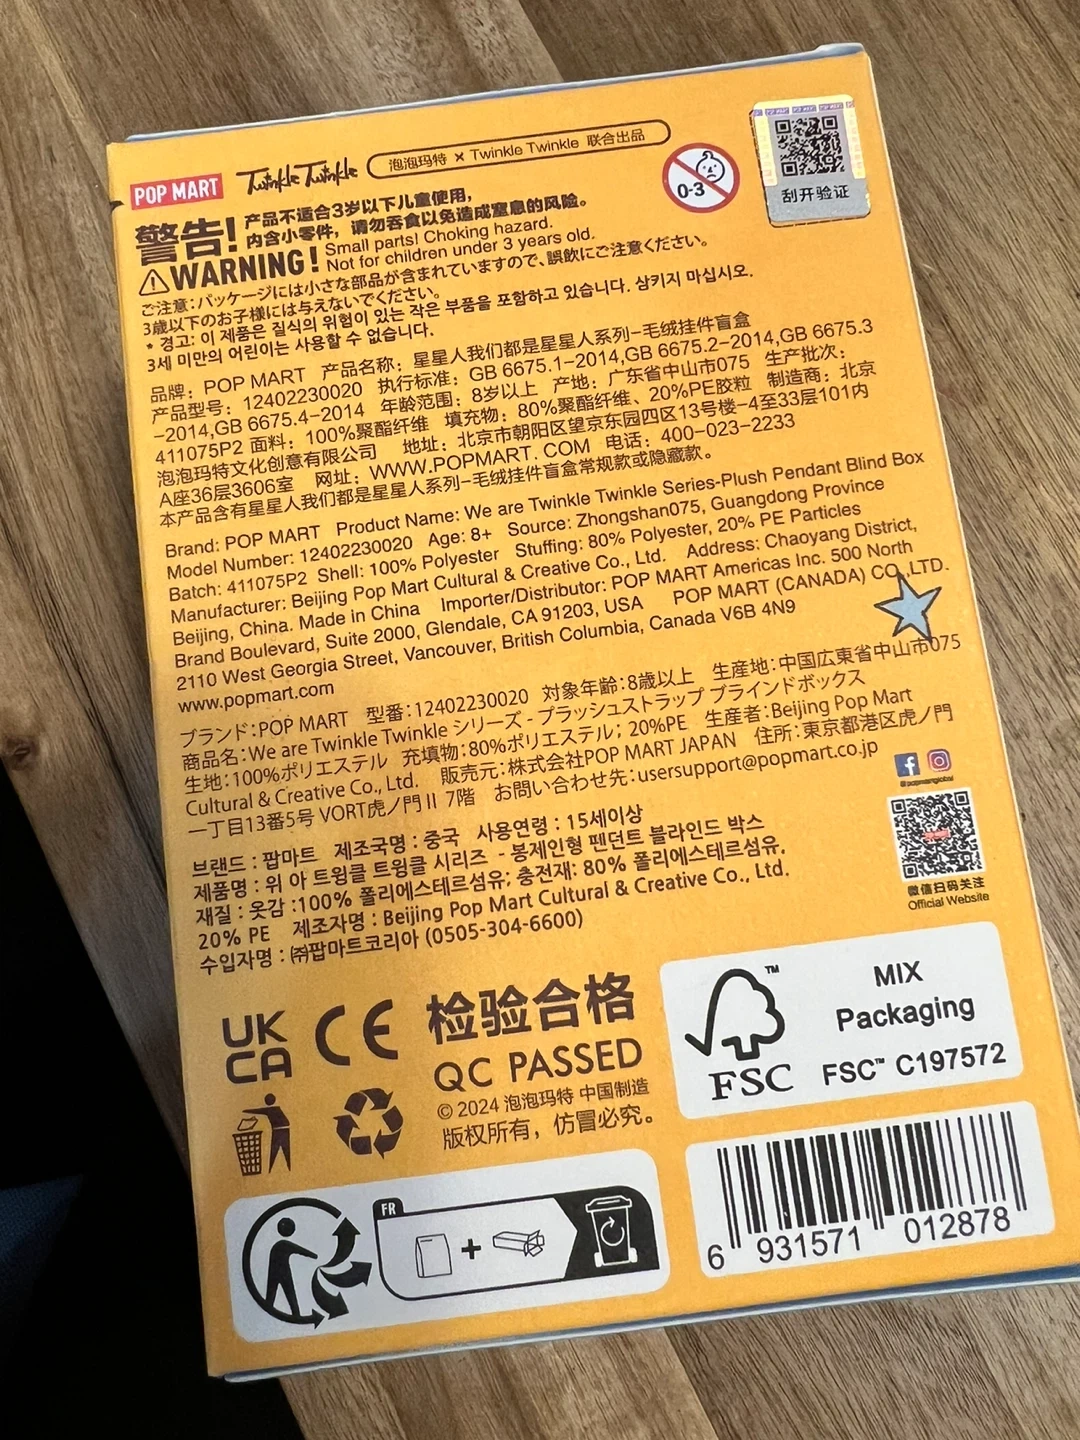 POP MART Twinkle Twinkle 泡泡玛特 × Twinkle Twinkle 联合出品
0-3
刮开验证
警告! 产品不适合3岁以下儿童使用,
内含小零件，请勿吞食以免造成窒息的风险。
WARNING! Small parts! Choking hazard.
Not for children under 3 years old.
ご注意:パッケージには小さな部品が含まれていますので、誤飲にご注意ください。
3歳以下のお子様には与えないでください。
* 경고: 이 제품은 질식의 위험이 있는 작은 부품을 포함하고 있습니다. 삼키지 마십시오.
3세 미만의 어린이는 사용할 수 없습니다.
品牌：POP MART 产品名称：星星人我们都是星星人系列-毛绒挂件盲盒
产品型号：12402230020 执行标准：GB 6675.1-2014,GB 6675.2-2014,GB 6675.3
-2014,GB 6675.4-2014 年龄范围：8岁以上 产地：广东省中山市075 生产批次：
411075P2 面料：100%聚酯纤维 填充物：80%聚酯纤维、20%PE胶粒 制造商：北京
泡泡玛特文化创意有限公司 地址：北京市朝阳区望京东园四区13号楼-4至33层101内
A座36层3606室 网址：WWW.POPMART.COM 电话：400-023-2233
本产品含有星星人我们都是星星人系列-毛绒挂件盲盒常规款或隐藏款。
Brand: POP MART Product Name: We are Twinkle Twinkle Series-Plush Pendant Blind Box
Model Number: 12402230020 Age: 8+ Source: Zhongshan075, Guangdong Province
Batch: 411075P2 Shell: 100% Polyester Stuffing: 80% Polyester, 20% PE Particles
Manufacturer: Beijing Pop Mart Cultural & Creative Co., Ltd. Address: Chaoyang District,
Beijing, China. Made in China Importer/Distributor: POP MART Americas Inc. 500 North
Brand Boulevard, Suite 2000, Glendale, CA 91203, USA POP MART (CANADA) CO.,LTD.
2110 West Georgia Street, Vancouver, British Columbia, Canada V6B 4N9
www.popmart.com
ブランド:POP MART 型番:12402230020 対象年齢:8歳以上 生産地:中国広東省中山市075
商品名:We are Twinkle Twinkle シリーズ - プラッシュストラップ ブラインドボックス
生地:100%ポリエステル 充填物:80%ポリエステル; 20%PE 生産者:Beijing Pop Mart
Cultural & Creative Co., Ltd. 販売元:株式会社POP MART JAPAN 住所:東京都港区虎ノ門
一丁目13番5号 VORT虎ノ門Ⅱ 7階 お問い合わせ先:usersupport@popmart.co.jp
@popmartglobal
브랜드 : 팝마트 제조국명 : 중국 사용연령 : 15세이상
제품명 : 위 아 트윙클 트윙클 시리즈 - 봉제인형 펜던트 블라인드 박스
재질 : 옷감 :100% 폴리에스테르섬유; 충전재: 80% 폴리에스테르섬유,
20% PE 제조자명 : Beijing Pop Mart Cultural & Creative Co., Ltd.
수입자명 : ㈜팝마트코리아 (0505-304-6600)
微信扫码关注
Official Website
UK
CA CE 检验合格
QC PASSED
© 2024 泡泡玛特 中国制造
版权所有，仿冒必究。
FSC
MIX
Packaging
FSC™ C197572
FR
6 931571 012878